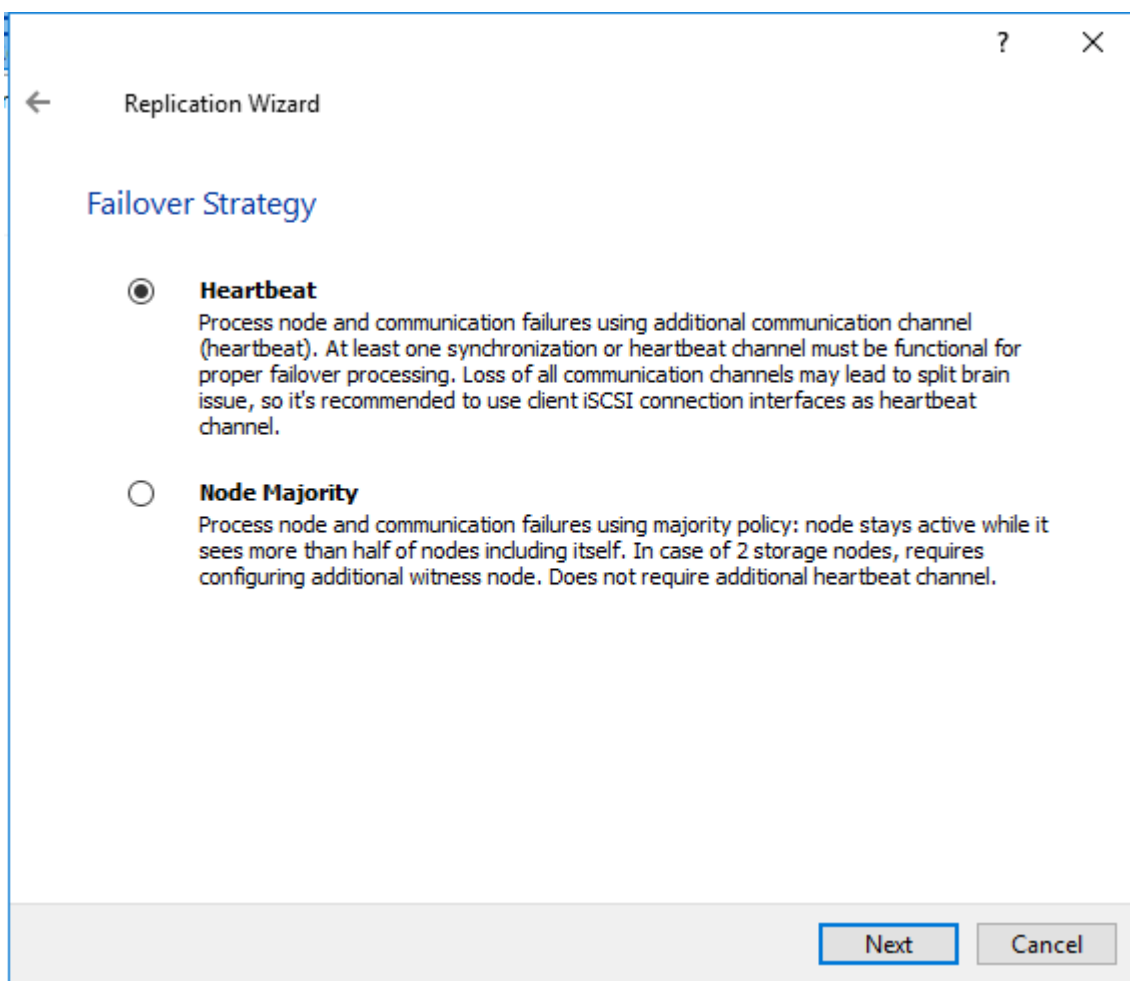 ?
Replication Wizard
Failover Strategy
Heartbeat
Process node and communication failures using additional communication channel
(heartbeat). At least one synchronization or heartbeat channel must be functional for
proper failover processing. Loss of all communication channels may lead to split brain
issue, so it's recommended to use client iSCSI connection interfaces as heartbeat
channel.
Node Majority
Process node and communication failures using majority policy: node stays active while it
sees more than half of nodes including itself. In case of 2 storage nodes, requires
configuring additional witness node. Does not require additional heartbeat channel.
Next Cancel